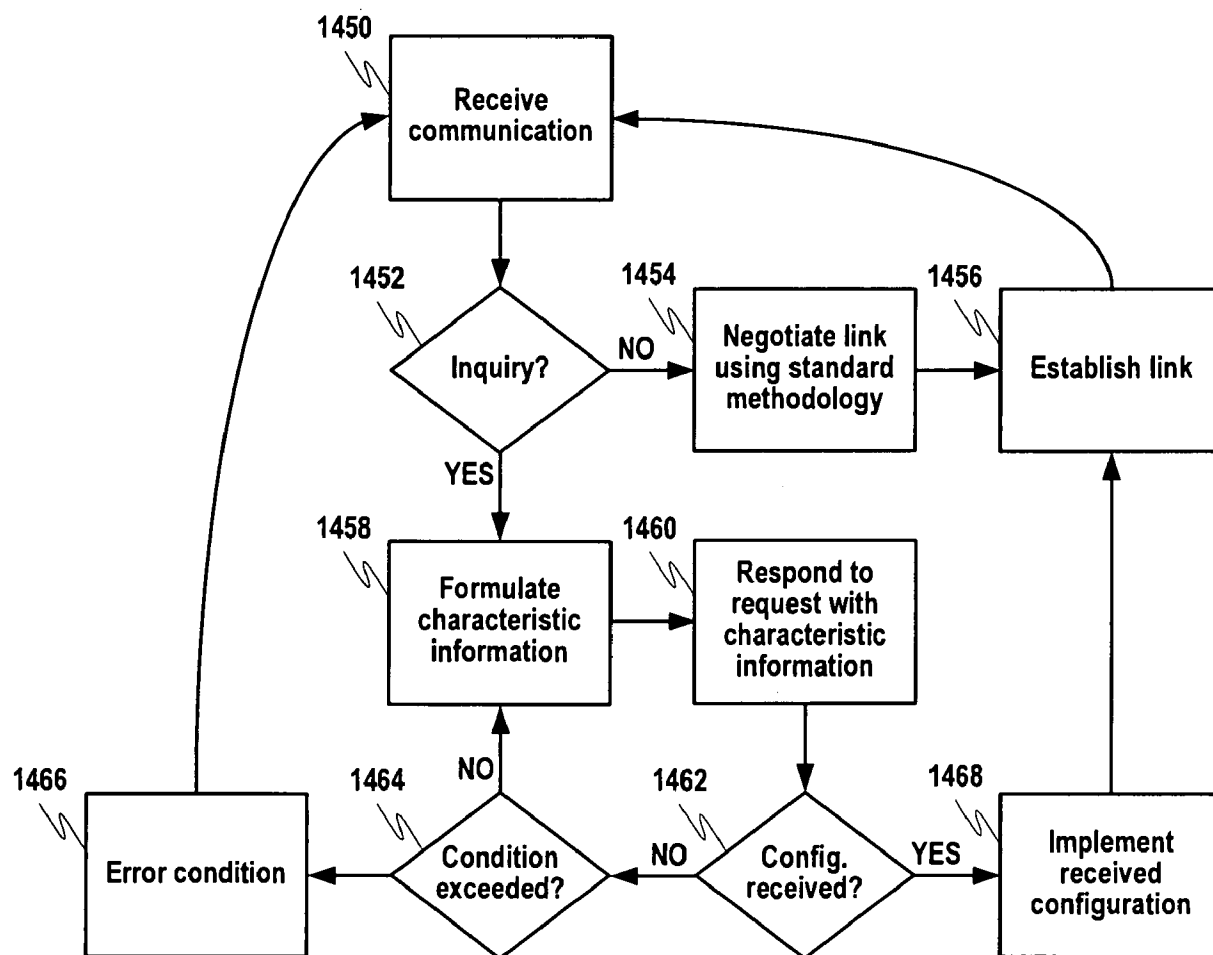 1450
Receive
communication
1452
Inquiry?
NO
YES
1454
Negotiate link
using standard
methodology
1456
Establish link
1458
Formulate
characteristic
information
1460
Respond to
request with
characteristic
information
1466
Error condition
1464
Condition
exceeded?
NO
1462
Config.
received?
NO
YES
1468
Implement
received
configuration